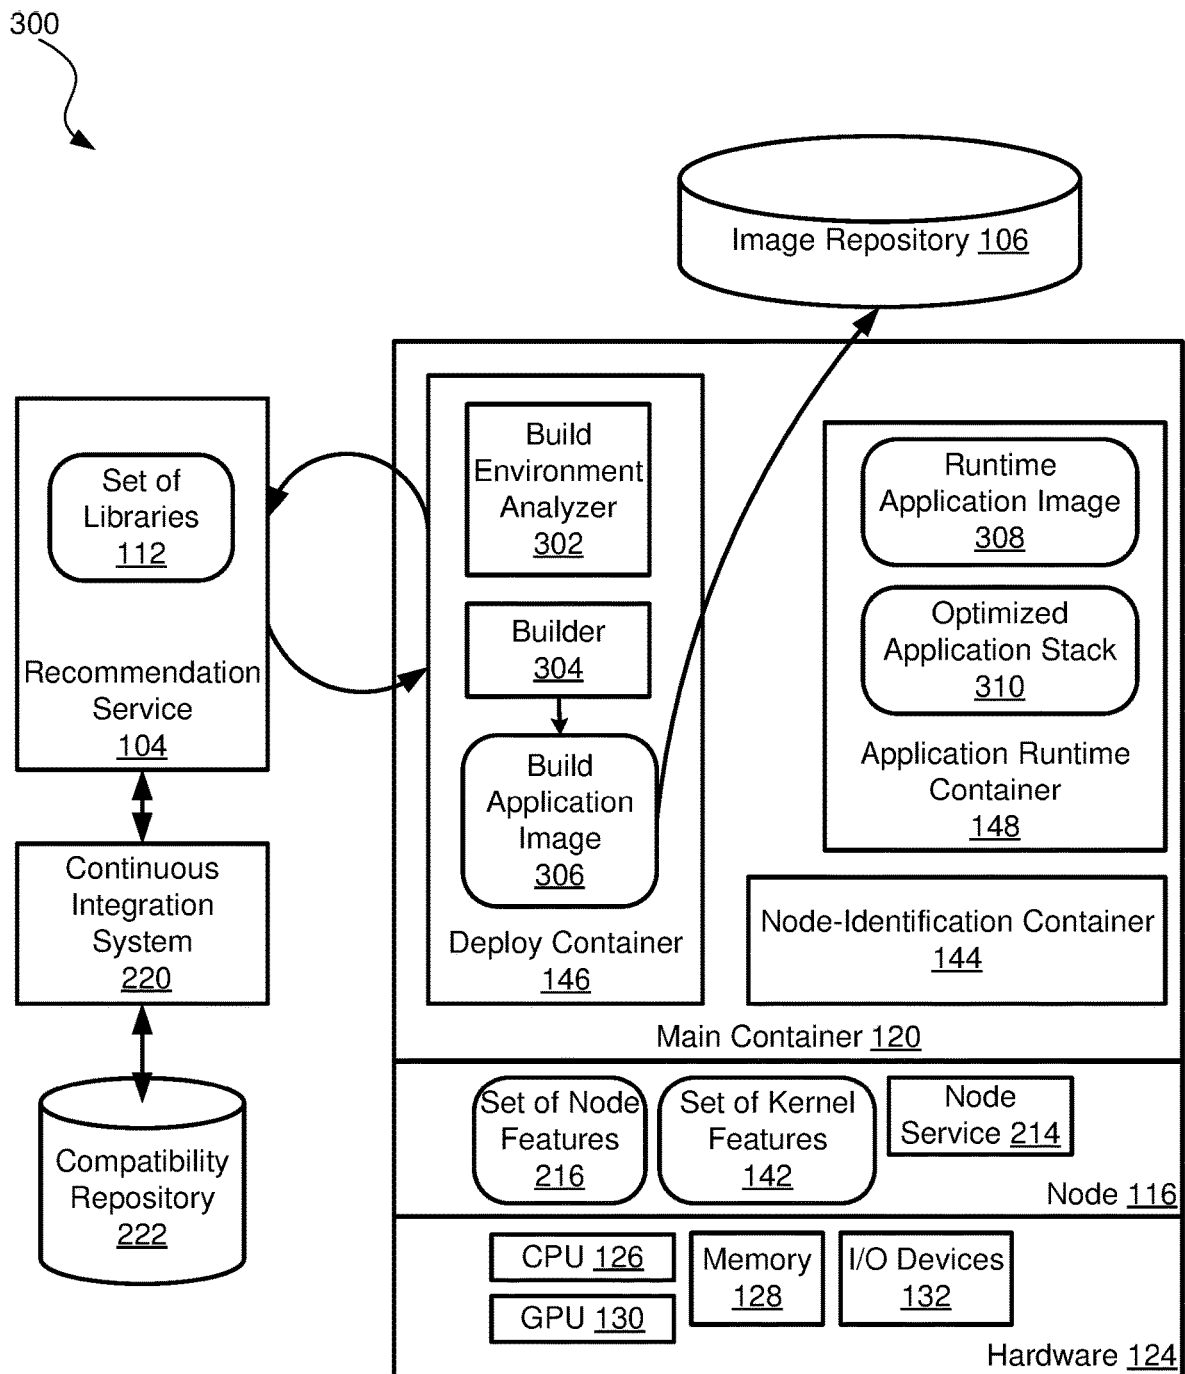 300
Image Repository 106
Set of
Libraries
112
Recommendation
Service
104
Continuous
Integration
System
220
Compatibility
Repository
222
Build
Environment
Analyzer
302
Builder
304
Build
Application
Image
306
Deploy Container
146
Runtime
Application Image
308
Optimized
Application Stack
310
Application Runtime
Container
148
Node-Identification Container
144
Main Container 120
Set of Node
Features
216
Set of Kernel
Features
142
Node
Service 214
Node 116
CPU 126
GPU 130
Memory
128
I/O Devices
132
Hardware 124